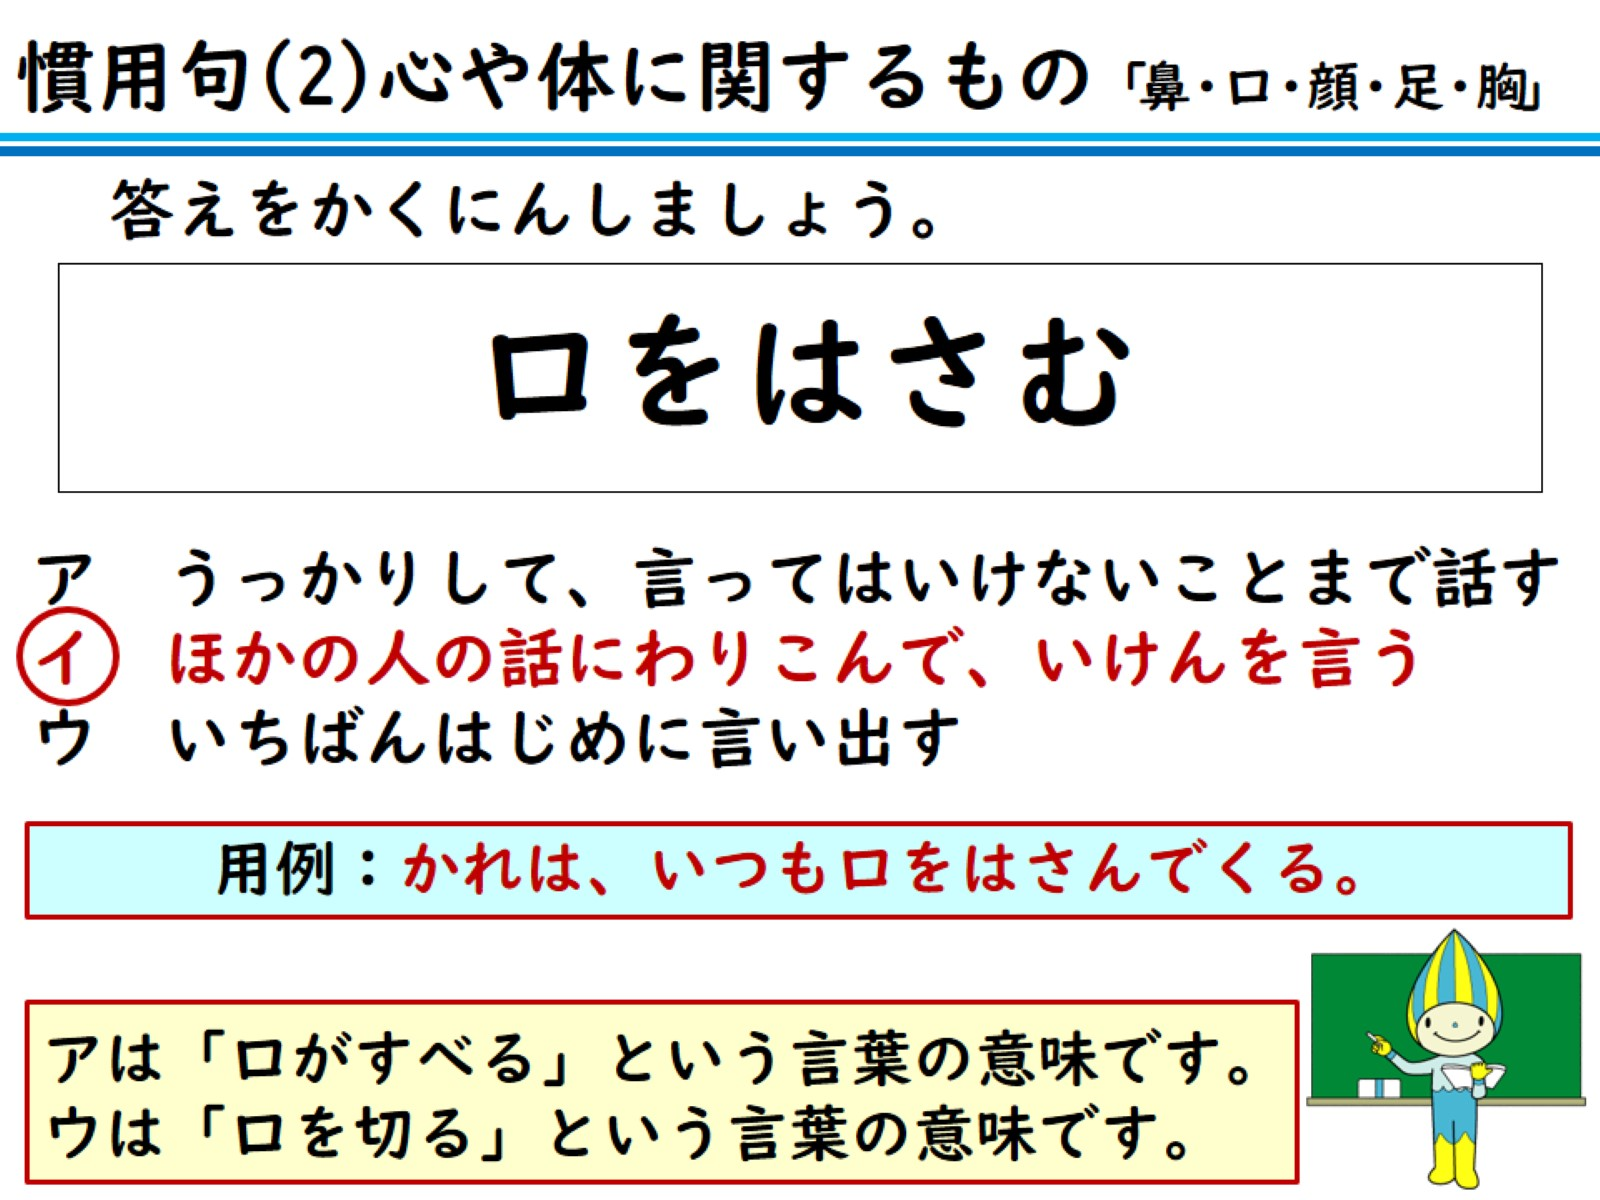 慣用句(2)心や体に関するもの「鼻・口・顔・足・胸」
答えをかくにんしましょう。
口をはさむ
ア　うっかりして、言ってはいけないことまで話す
イ　ほかの人の話にわりこんで、いけんを言う
ウ　いちばんはじめに言い出す
用例：かれは、いつも口をはさんでくる。
アは「口がすべる」という言葉の意味です。
ウは「口を切る」という言葉の意味です。